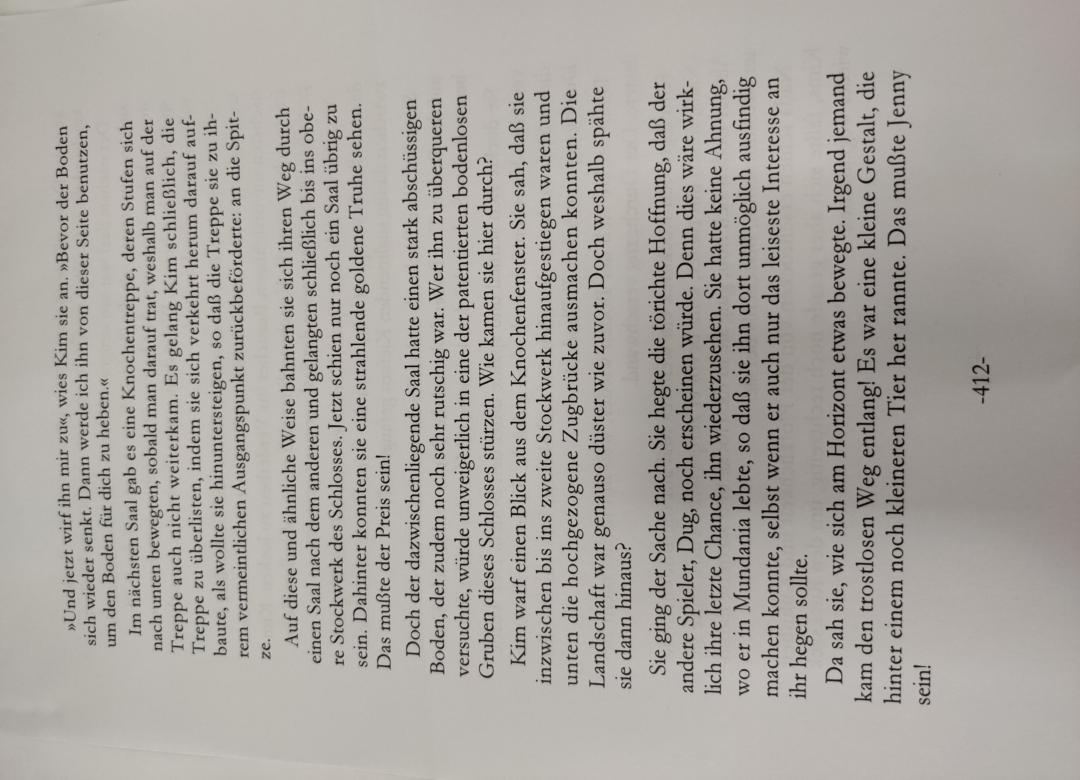 »Und jetzt wirf ihn mir zu«, wies Kim sie an. »Bevor der Boden
sich wieder senkt. Dann werde ich ihn von dieser Seite benutzen,
um den Boden für dich zu heben.«
Im nächsten Saal gab es eine Knochentreppe, deren Stufen sich
nach unten bewegten, sobald man darauf trat, weshalb man auf der
Treppe auch nicht weiterkam. Es gelang Kim schließlich, die
Treppe zu überlisten, indem sie sich verkehrt herum darauf auf-
baute, als wollte sie hinuntersteigen, so daß die Treppe sie zu ih-
rem vermeintlichen Ausgangspunkt zurückbeförderte: an die Spit-
ze.
Auf diese und ähnliche Weise bahnten sie sich ihren Weg durch
einen Saal nach dem anderen und gelangten schließlich bis ins obe-
re Stockwerk des Schlosses. Jetzt schien nur noch ein Saal übrig zu
sein. Dahinter konnten sie eine strahlende goldene Truhe sehen.
Das mußte der Preis sein!
Doch der dazwischenliegende Saal hatte einen stark abschüssigen
Boden, der zudem noch sehr rutschig war. Wer ihn zu überqueren
versuchte, würde unweigerlich in eine der patentierten bodenlosen
Gruben dieses Schlosses stürzen. Wie kamen sie hier durch?
Kim warf einen Blick aus dem Knochenfenster. Sie sah, daß sie
inzwischen bis ins zweite Stockwerk hinaufgestiegen waren und
unten die hochgezogene Zugbrücke ausmachen konnten. Die
Landschaft war genauso düster wie zuvor. Doch weshalb spähte
sie dann hinaus?
Sie ging der Sache nach. Sie hegte die törichte Hoffnung, daß der
andere Spieler, Dug, noch erscheinen würde. Denn dies wäre wirk-
lich ihre letzte Chance, ihn wiederzusehen. Sie hatte keine Ahnung,
wo er in Mundania lebte, so daß sie ihn dort unmöglich ausfindig
machen konnte, selbst wenn er auch nur das leiseste Interesse an
ihr hegen sollte.
Da sah sie, wie sich am Horizont etwas bewegte. Irgend jemand
kam den trostlosen Weg entlang! Es war eine kleine Gestalt, die
hinter einem noch kleineren Tier her rannte. Das mußte Jenny
sein!
-412-